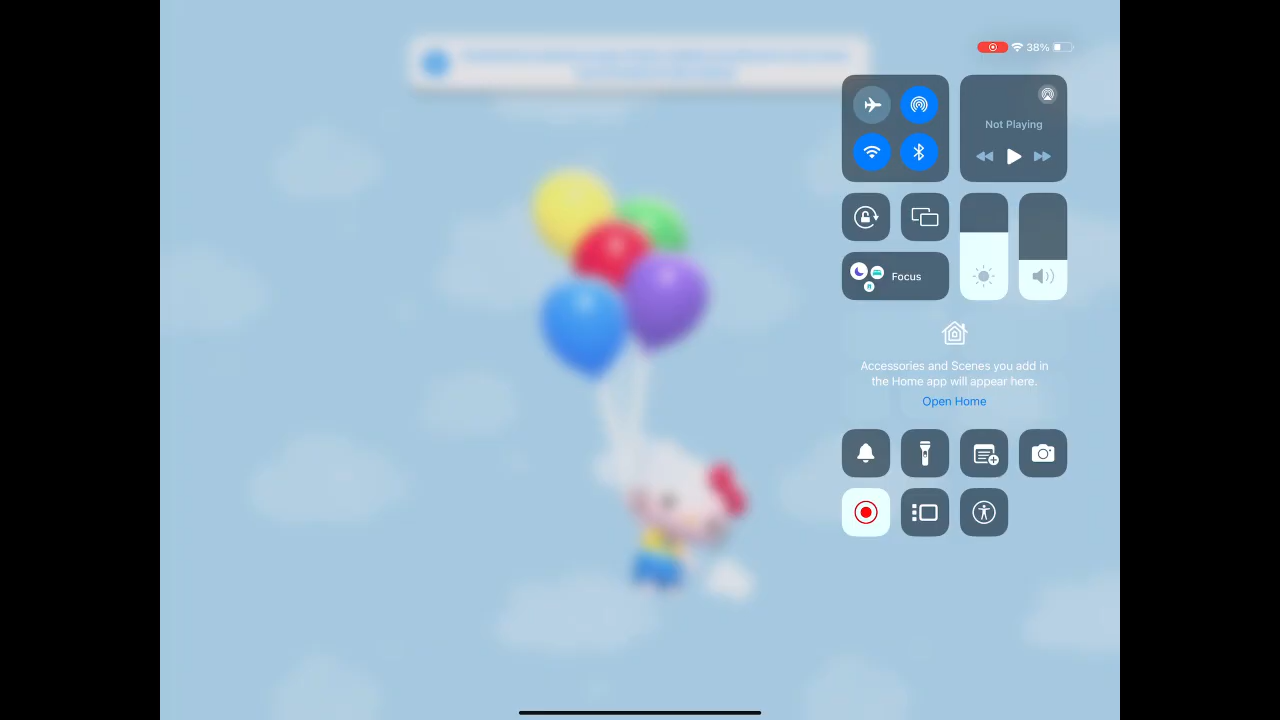 38%
Not Playing
Focus
Accessories and Scenes you add in
the Home app will appear here.
Open Home